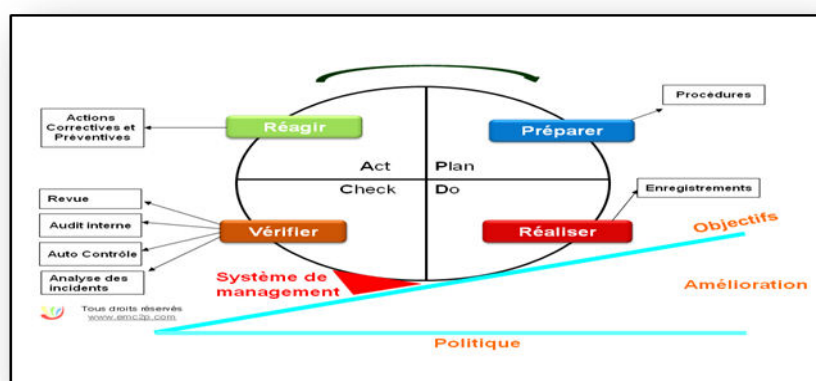 Procédures
Actions
Correctives et
Préventives
Réagir
Préparer
Act
Plan
Check
Do
Enregistrements
Revue
Audit interne
Auto Contrôle
Analyse des
incidents
Vérifier
Réaliser
Objectifs
Système de
management
Amélioration
Tous droits réservés
www.emc2p.com
Politique